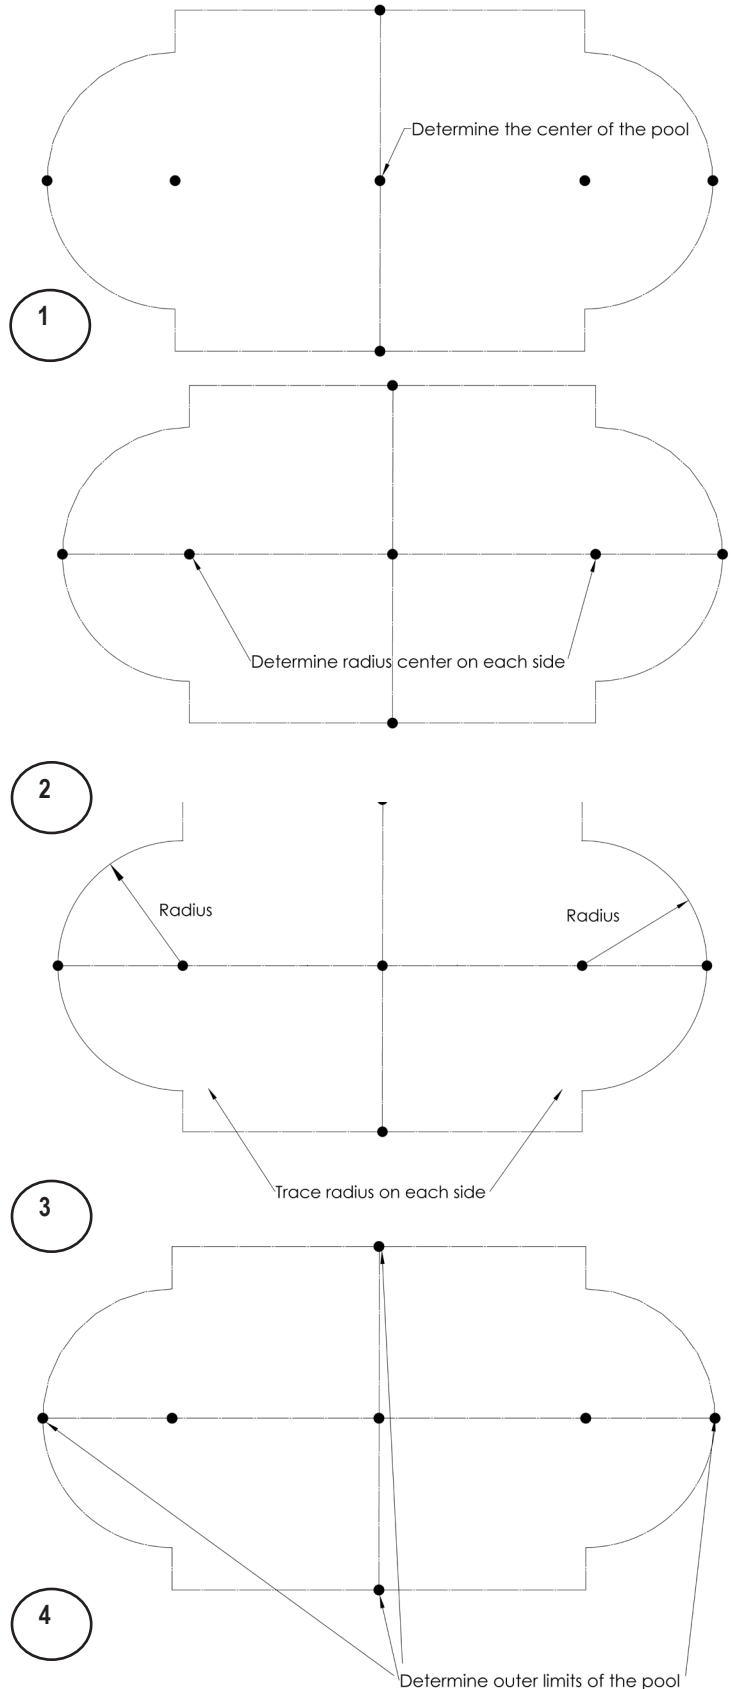 Determine the center of the pool
1
Determine radius center on each side
2
Radius
Radius
Trace radius on each side
3
4
Determine outer limits of the pool